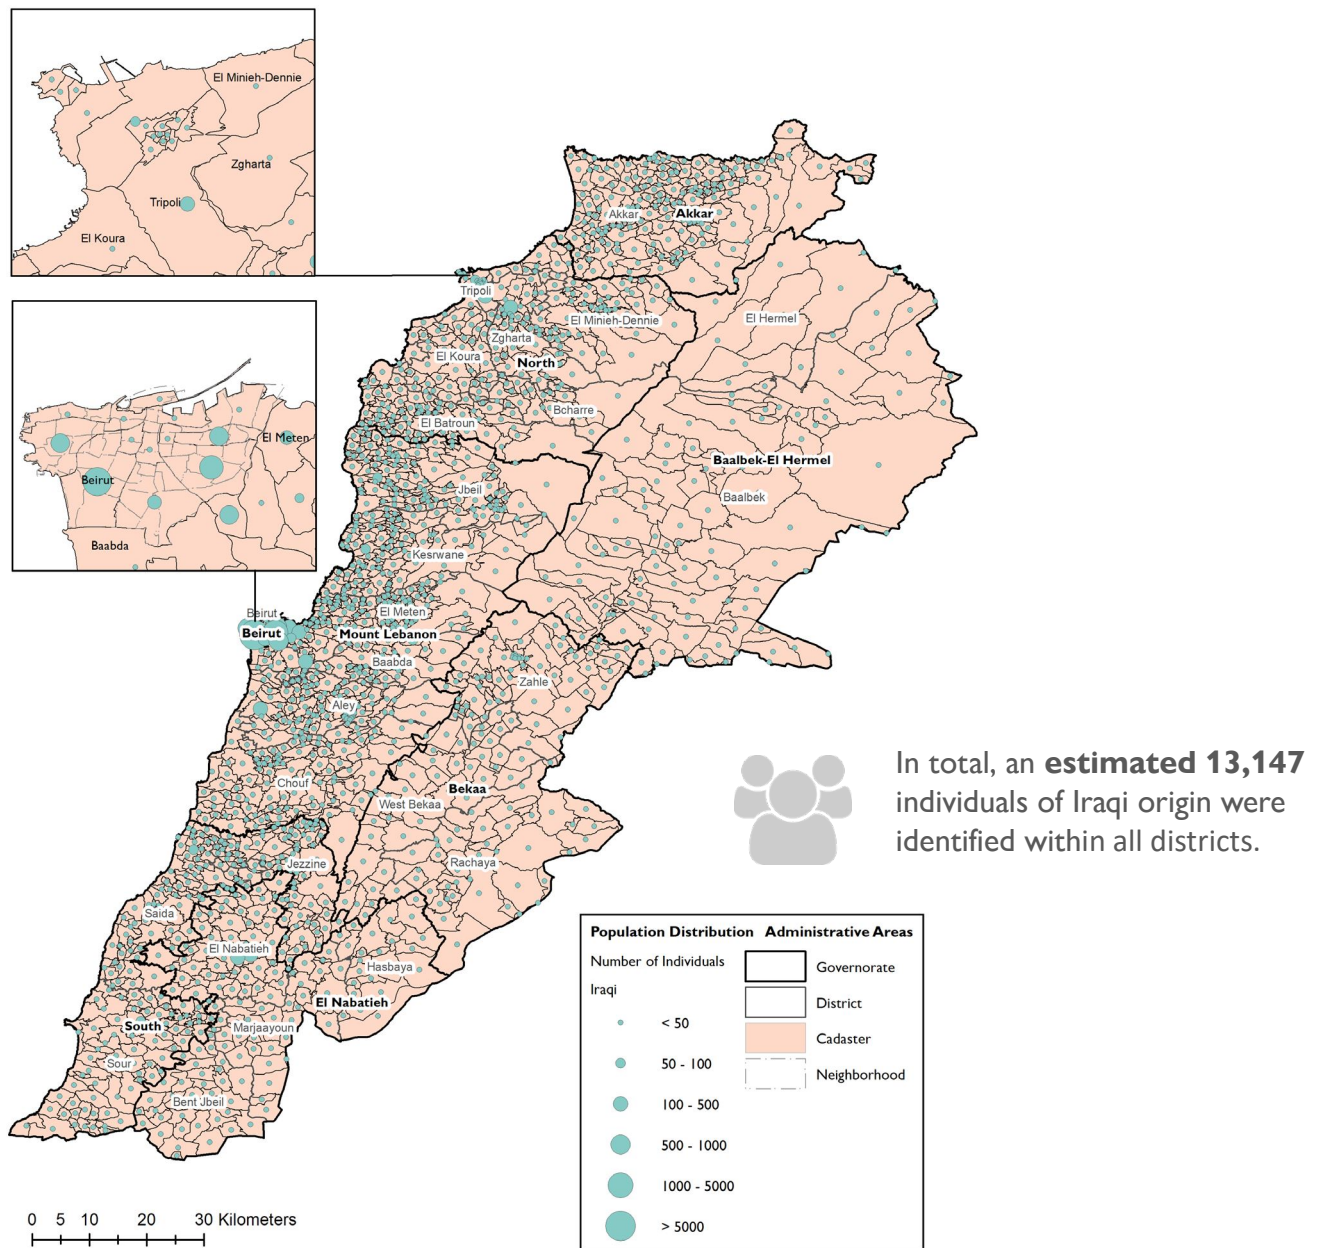 El Minieh-Dennie
Zgharta
Tripoli
El Koura
El Meten
Beirut
Baabda
Akkar
Akkar
Tripoli
El Minieh-Dennie
El Hermel
Zgharta
El Koura
North
Bcharre
El Batroun
Baalbek-El Hermel
Jbeil
Baalbek
Kesrwane
El Meten
Beirut
Beirut
Mount Lebanon
Baabda
Zahle
Aley
Chouf
Bekaa
West Bekaa
Jezzine
Rachaya
Saida
El Nabatieh
Hasbaya
El Nabatieh
South
Marjaayoun
Sour
Bent Jbeil
In total, an estimated 13,147
individuals of Iraqi origin were
identified within all districts.
Population Distribution Administrative Areas
Number of Individuals
Governorate
Iraqi
District
< 50
Cadaster
50 - 100
Neighborhood
100 - 500
500 - 1000
1000 - 5000
> 5000
0 5 10 20 30 Kilometers